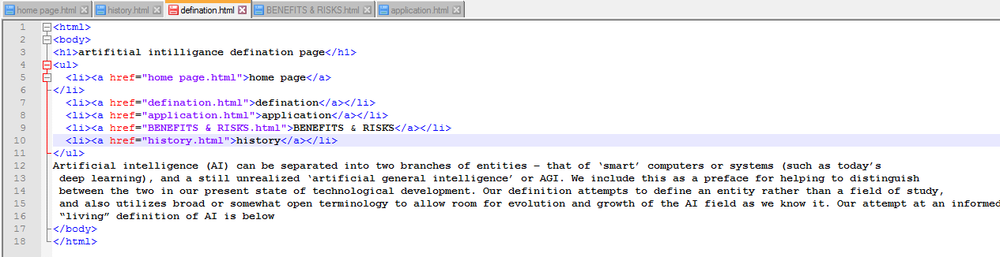 home page.html history.html defination.html BENEFITS & RISKS.html application.html
1 <html>
2 <body>
3 <h1>artifitial intilligance defination page</h1>
4 <ul>
5 <li><a href="home page.html">home page</a>
6 </li>
7 <li><a href="defination.html">defination</a></li>
8 <li><a href="application.html">application</a></li>
9 <li><a href="BENEFITS & RISKS.html">BENEFITS & RISKS</a></li>
10 <li><a href="history.html">history</a></li>
11 </ul>
12 Artificial intelligence (AI) can be separated into two branches of entities – that of ‘smart’ computers or systems (such as today’s
13 deep learning), and a still unrealized ‘artificial general intelligence’ or AGI. We include this as a preface for helping to distinguish
14 between the two in our present state of technological development. Our definition attempts to define an entity rather than a field of study,
15 and also utilizes broad or somewhat open terminology to allow room for evolution and growth of the AI field as we know it. Our attempt at an informed
16 “living” definition of AI is below
17 </body>
18 </html>